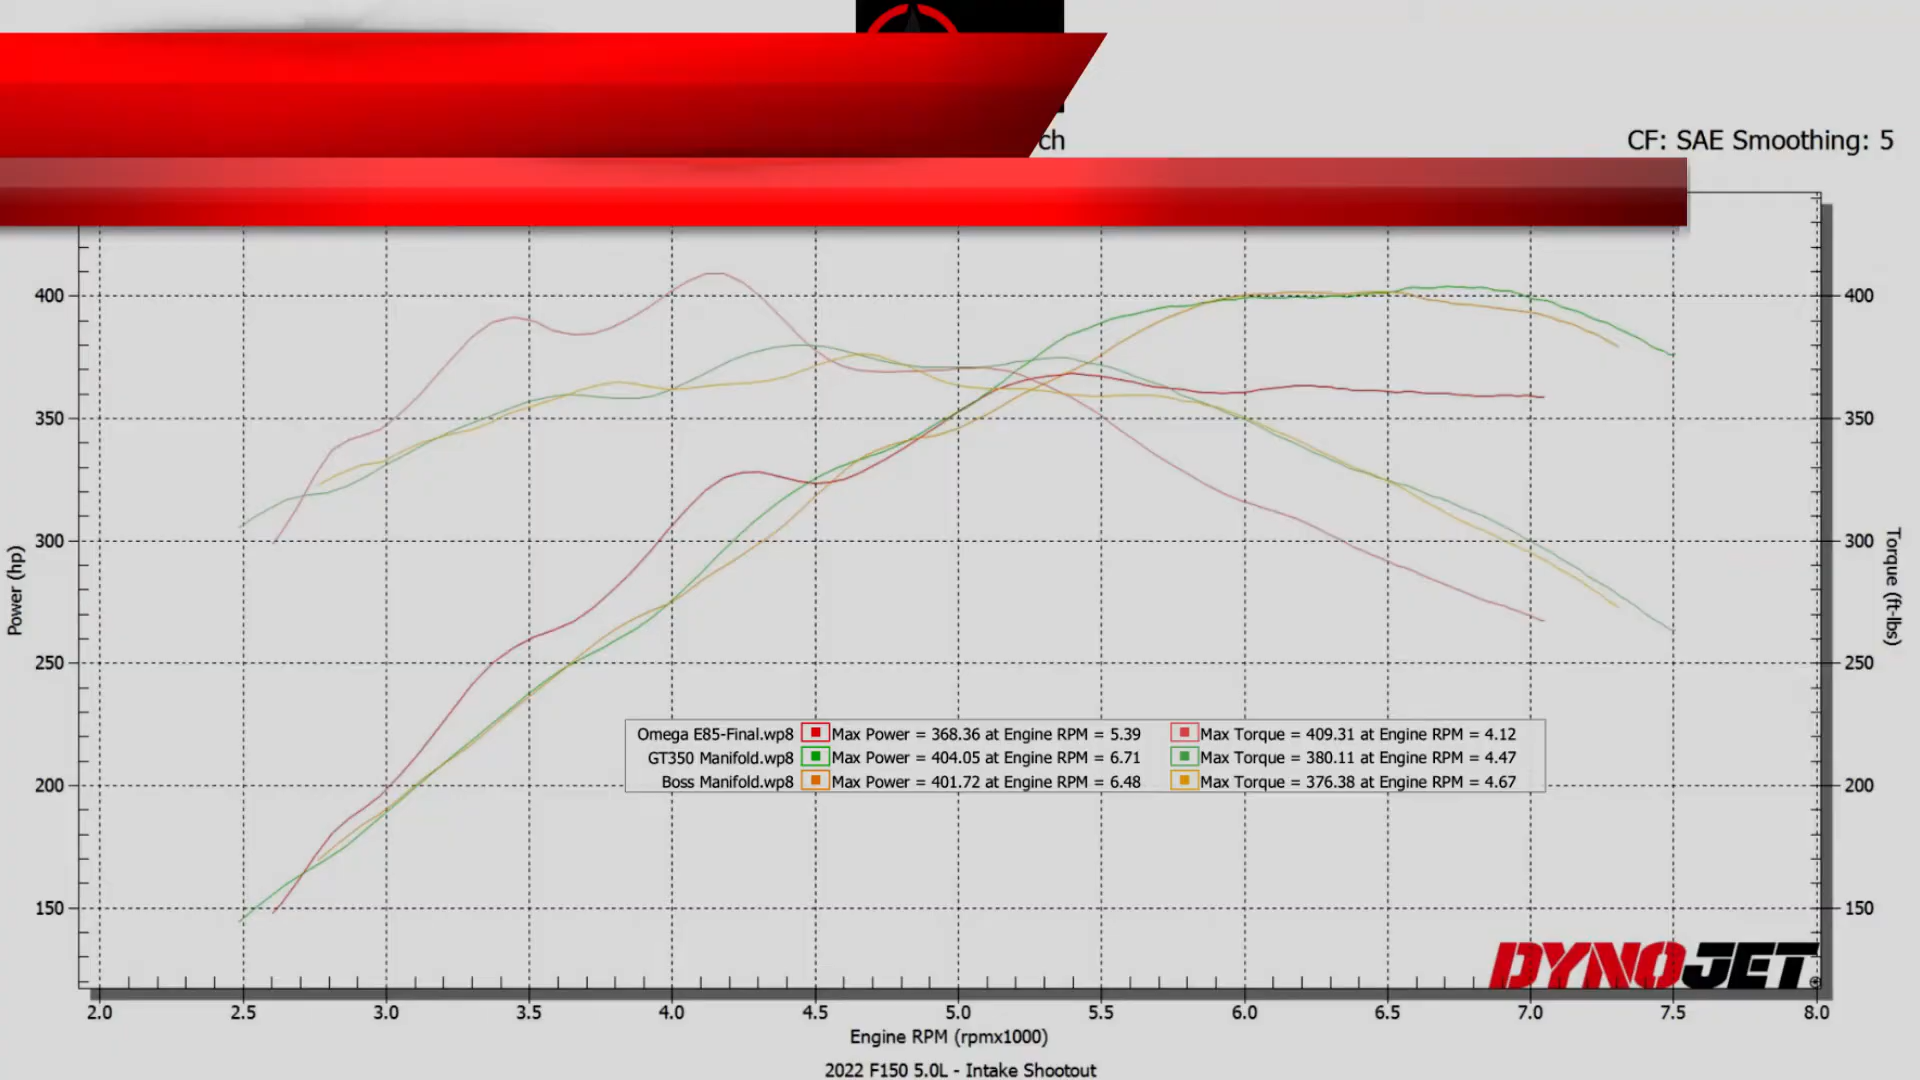 ch
CF: SAE Smoothing: 5
400
350
300
250
200
150
Power (hp)
400
350
300
250
200
150
Torque (ft-lbs)
Omega E85-Final.wp8 Max Power = 368.36 at Engine RPM = 5.39 Max Torque = 409.31 at Engine RPM = 4.12
GT350 Manifold.wp8 Max Power = 404.05 at Engine RPM = 6.71 Max Torque = 380.11 at Engine RPM = 4.47
Boss Manifold.wp8 Max Power = 401.72 at Engine RPM = 6.48 Max Torque = 376.38 at Engine RPM = 4.67
DYNOJET
2.0 2.5 3.0 3.5 4.0 4.5 5.0 5.5 6.0 6.5 7.0 7.5 8.0
Engine RPM (rpmx1000)
2022 F150 5.0L - Intake Shootout